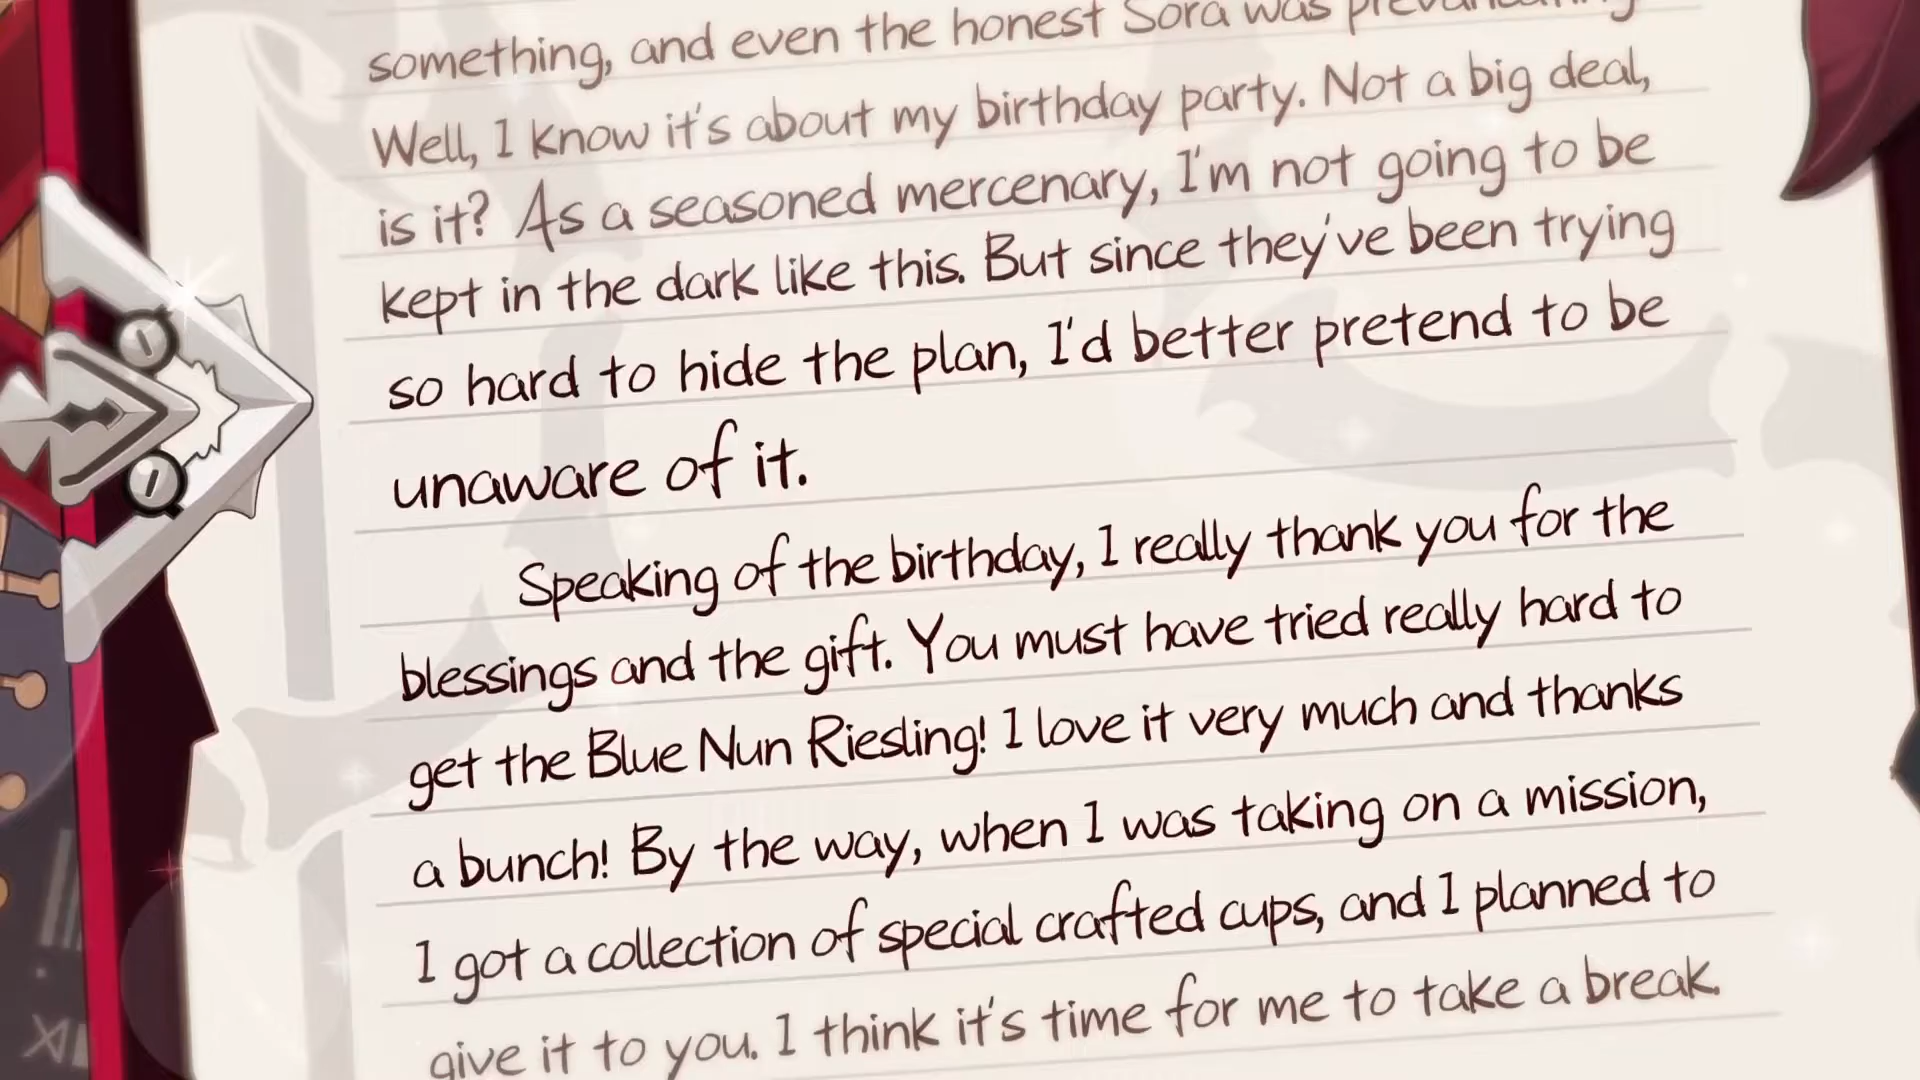 something, and even the honest Sora was prevaricating
Well, I know it's about my birthday party. Not a big deal,
is it? As a seasoned mercenary, I'm not going to be
kept in the dark like this. But since they've been trying
so hard to hide the plan, I'd better pretend to be
unaware of it.
Speaking of the birthday, I really thank you for the
blessings and the gift. You must have tried really hard to
get the Blue Nun Riesling! I love it very much and thanks
a bunch! By the way, when I was taking on a mission,
I got a collection of special crafted cups, and I planned to
give it to you. I think it's time for me to take a break.
XI